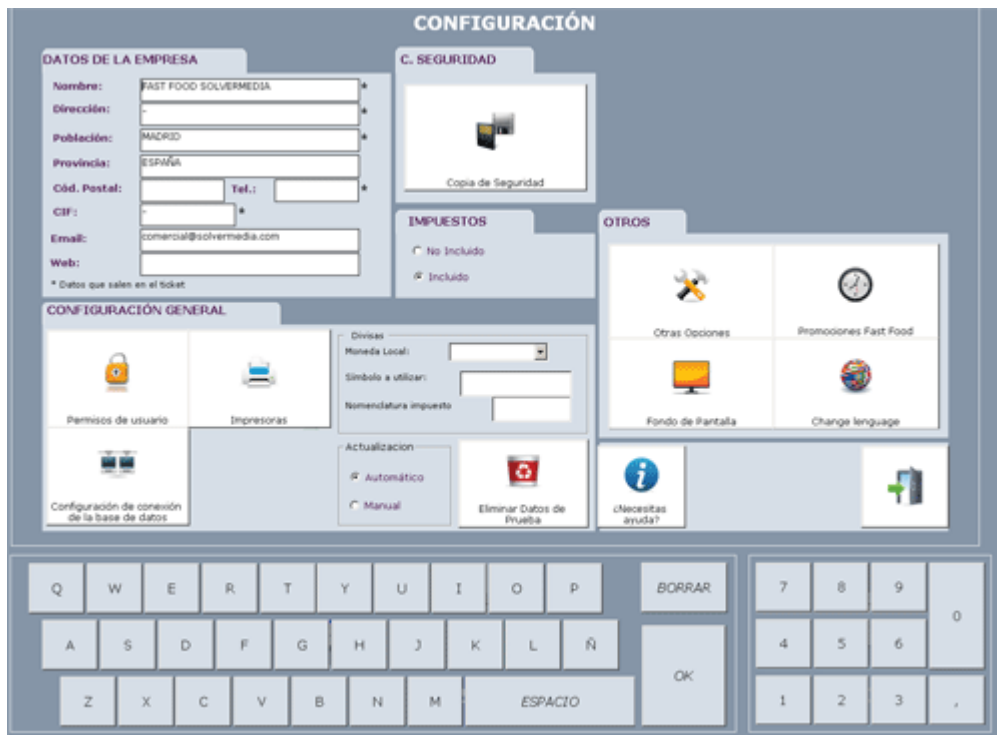 CONFIGURACIÓN
DATOS DE LA EMPRESA
Nombre: FAST FOOD SOLVERMEDIA *
Dirección: - *
Población: MADRID *
Provincia: ESPAÑA
Cód. Postal: Tel.: *
CIF: - *
Email: comercial@solvermedia.com
Web:
* Datos que salen en el ticket
C. SEGURIDAD
Copia de Seguridad
IMPUESTOS
No Incluido
Incluido
OTROS
Otras Opciones
Promociones Fast Food
Fondo de Pantalla
Change lenguage
CONFIGURACIÓN GENERAL
Permisos de usuario
Impresoras
Configuración de conexión
de la base de datos
Divisas
Moneda Local:
Símbolo a utilizar:
Nomenclatura impuesto
Actualizacion
Automático
Manual
Eliminar Datos de
Prueba
¿Necesitas
ayuda?
Q W E R T Y U I O P BORRAR
A S D F G H J K L Ñ
OK
Z X C V B N M ESPACIO
7 8 9
0
4 5 6
1 2 3 ,